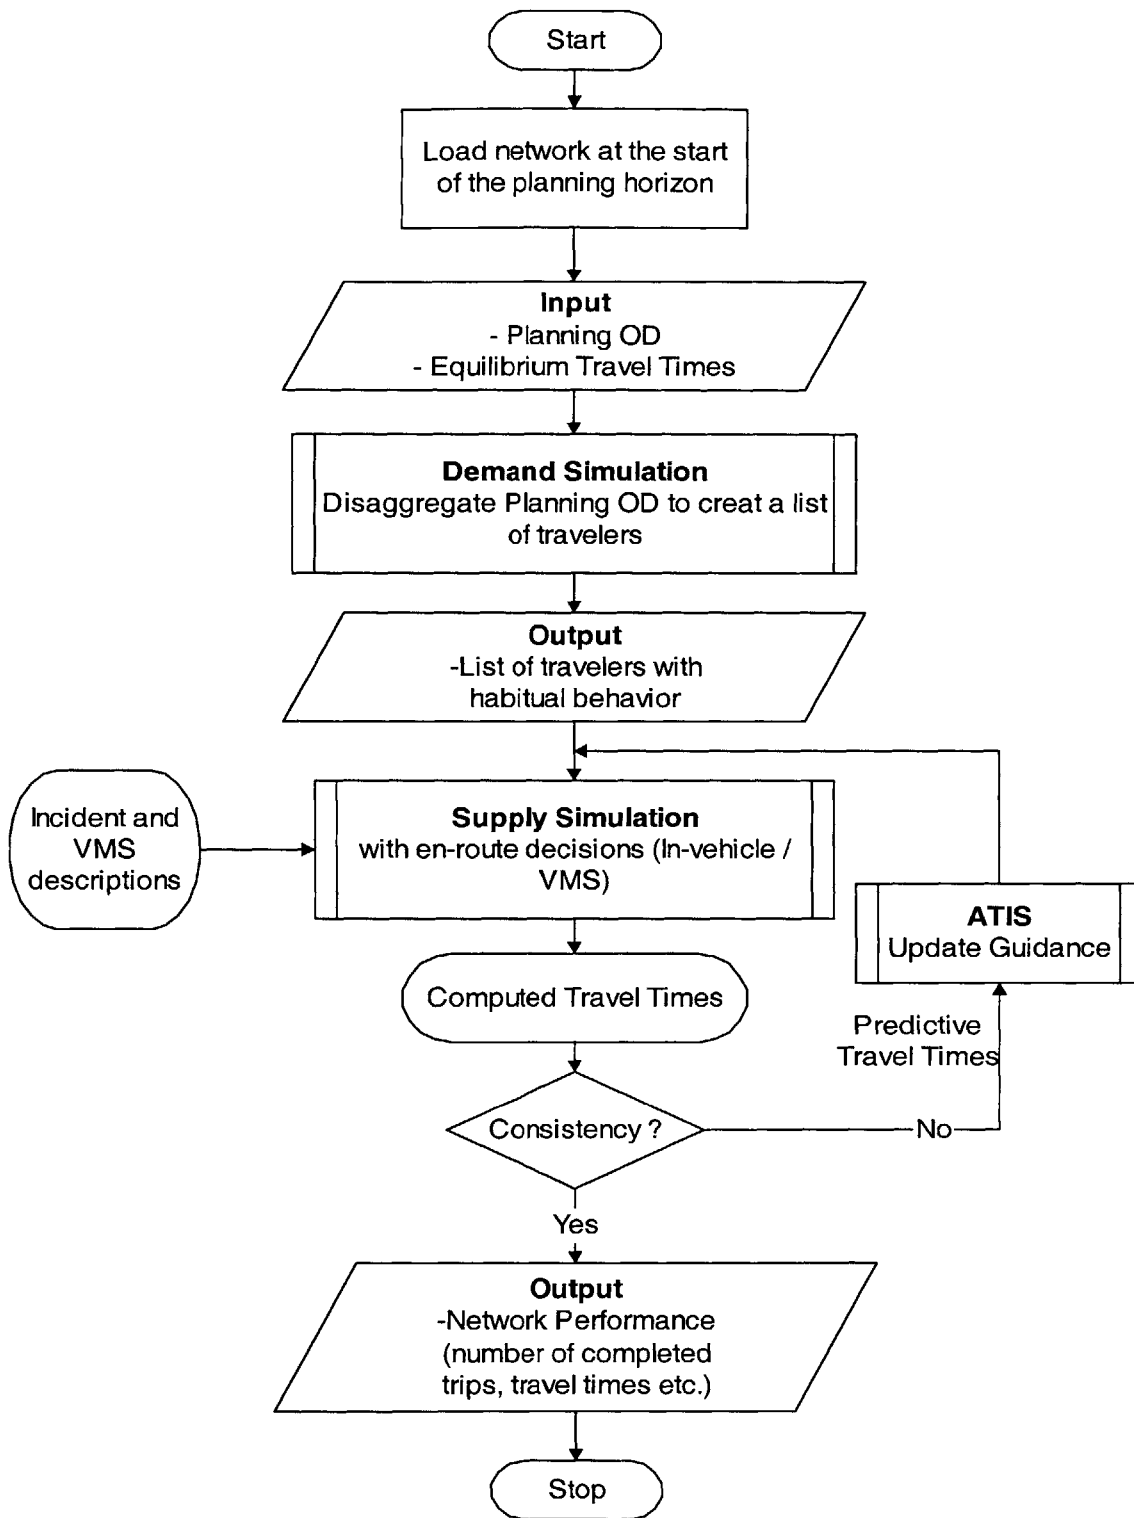 Start
Load network at the start
of the planning horizon
Input
- Planning OD
- Equilibrium Travel Times
Demand Simulation
Disaggregate Planning OD to creat a list
of travelers
Output
-List of travelers with
habitual behavior
Incident and
VMS
descriptions
Supply Simulation
with en-route decisions (In-vehicle /
VMS)
ATIS
Update Guidance
Computed Travel Times
Predictive
Travel Times
Consistency ?
No
Yes
Output
-Network Performance
(number of completed
trips, travel times etc.)
Stop